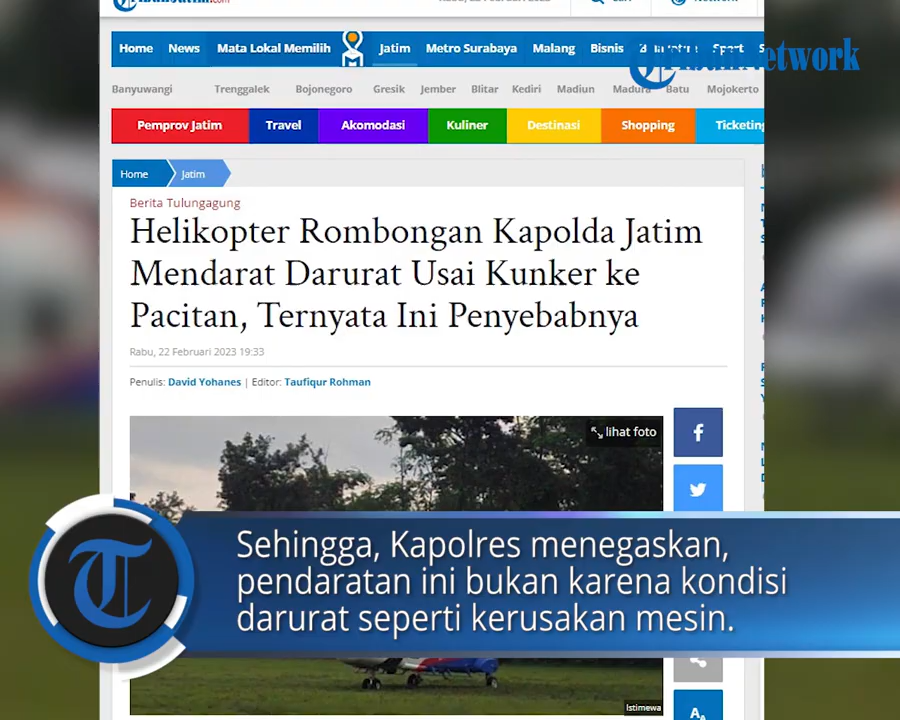 Home News Mata Lokal Memilih Jatim Metro Surabaya Malang Bisnis
Banyuwangi Trenggalek Bojonegoro Gresik Jember Blitar Kediri Madiun Madura Batu Mojokerto
Pemprov Jatim Travel Akomodasi Kuliner Destinasi Shopping Ticketing
Home Jatim
Berita Tulungagung
Helikopter Rombongan Kapolda Jatim
Mendarat Darurat Usai Kunker ke
Pacitan, Ternyata Ini Penyebabnya
Rabu, 22 Februari 2023 19:33
Penulis: David Yohanes | Editor: Taufiqur Rohman
lihat foto
Sehingga, Kapolres menegaskan,
pendaratan ini bukan karena kondisi
darurat seperti kerusakan mesin.
Istimewa